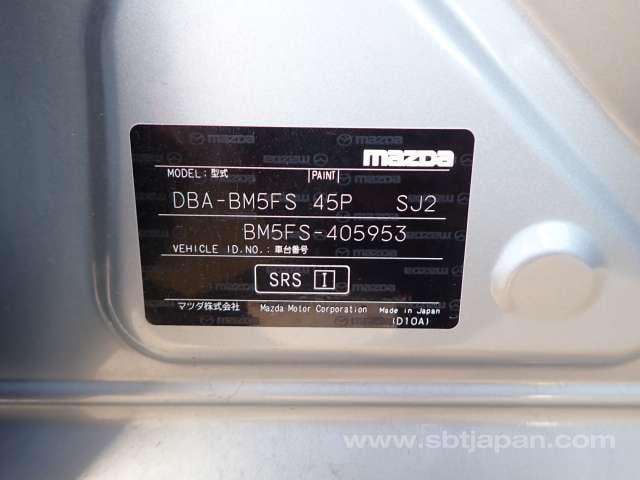 mazDa
MODEL：型式 PAINT
DBA-BM5FS 45P SJ2
BM5FS-405953
VEHICLE ID.NO.：車台番号
SRS I
マツダ株式会社 Mazda Motor Corporation Made in Japan
(D10A)
www.sbtjapan.com